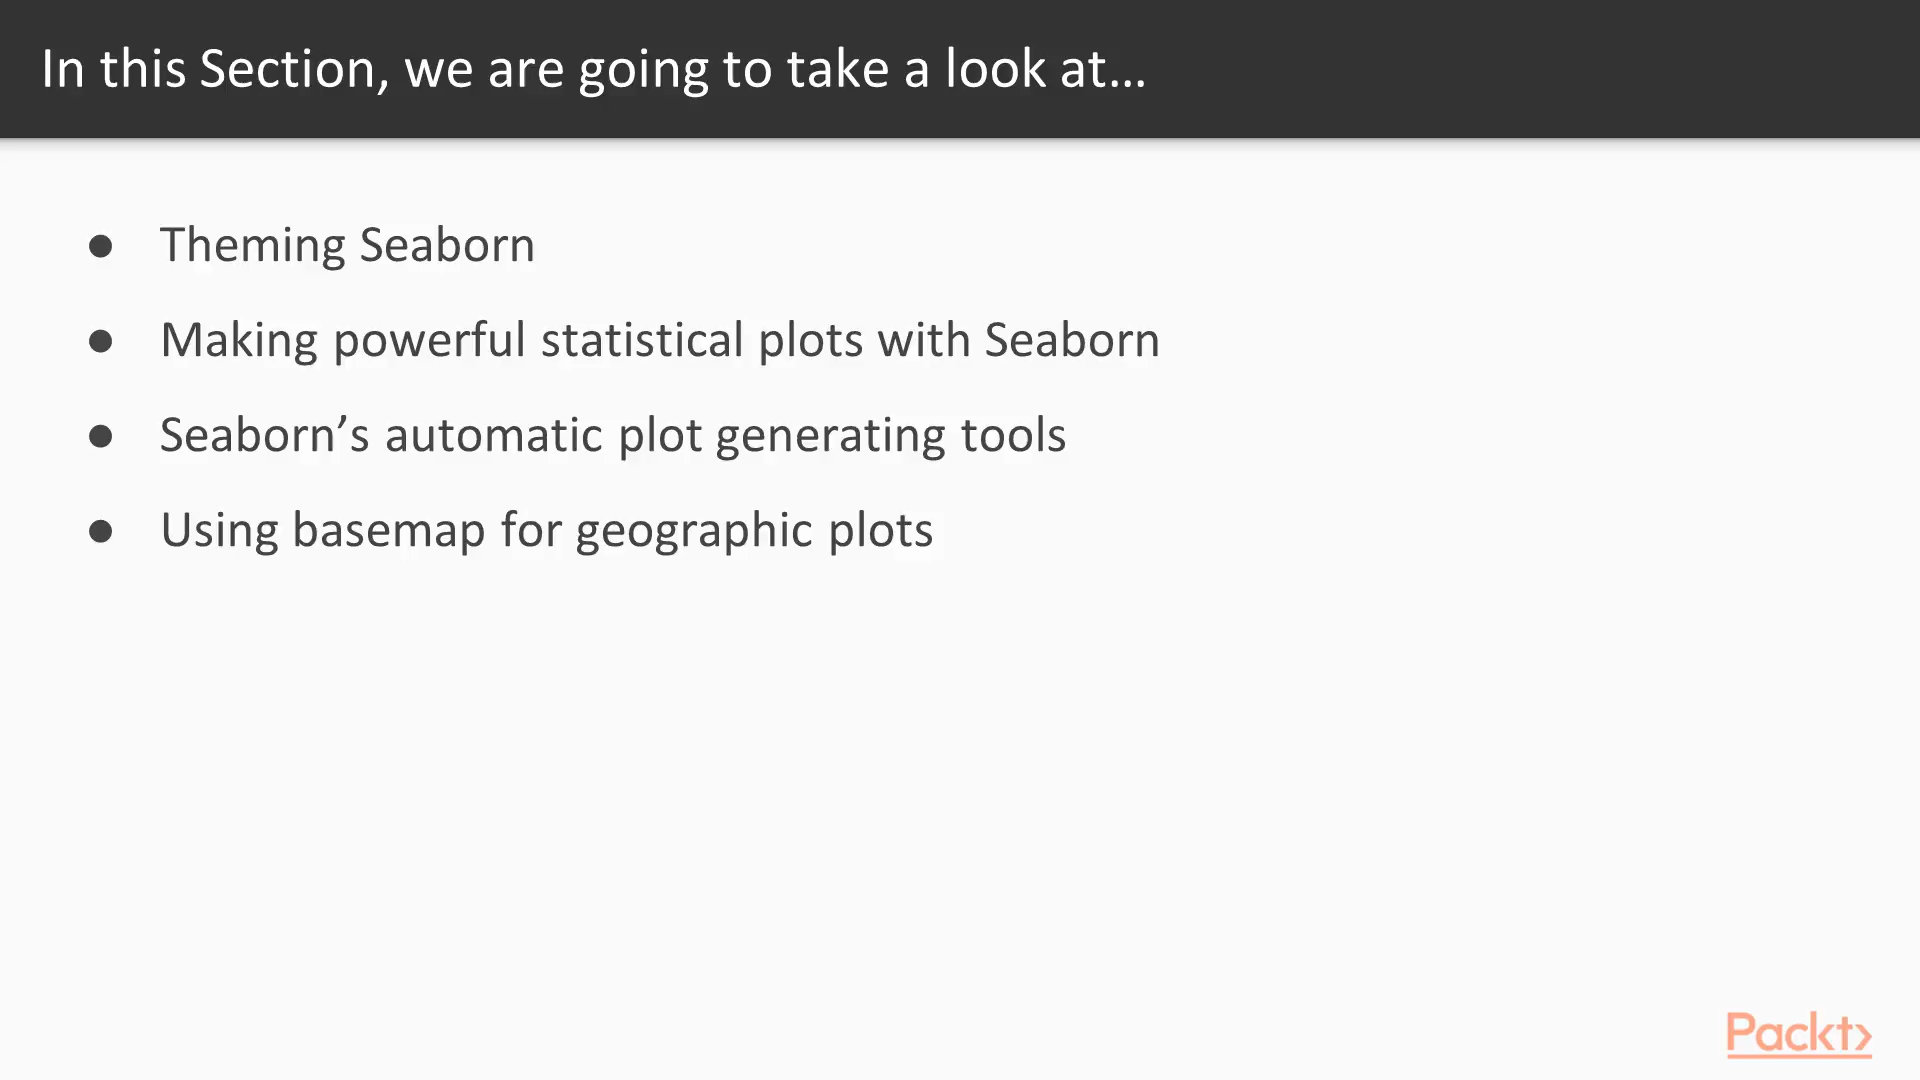 In this Section, we are going to take a look at…
● Theming Seaborn
● Making powerful statistical plots with Seaborn
● Seaborn’s automatic plot generating tools
● Using basemap for geographic plots
Packt>